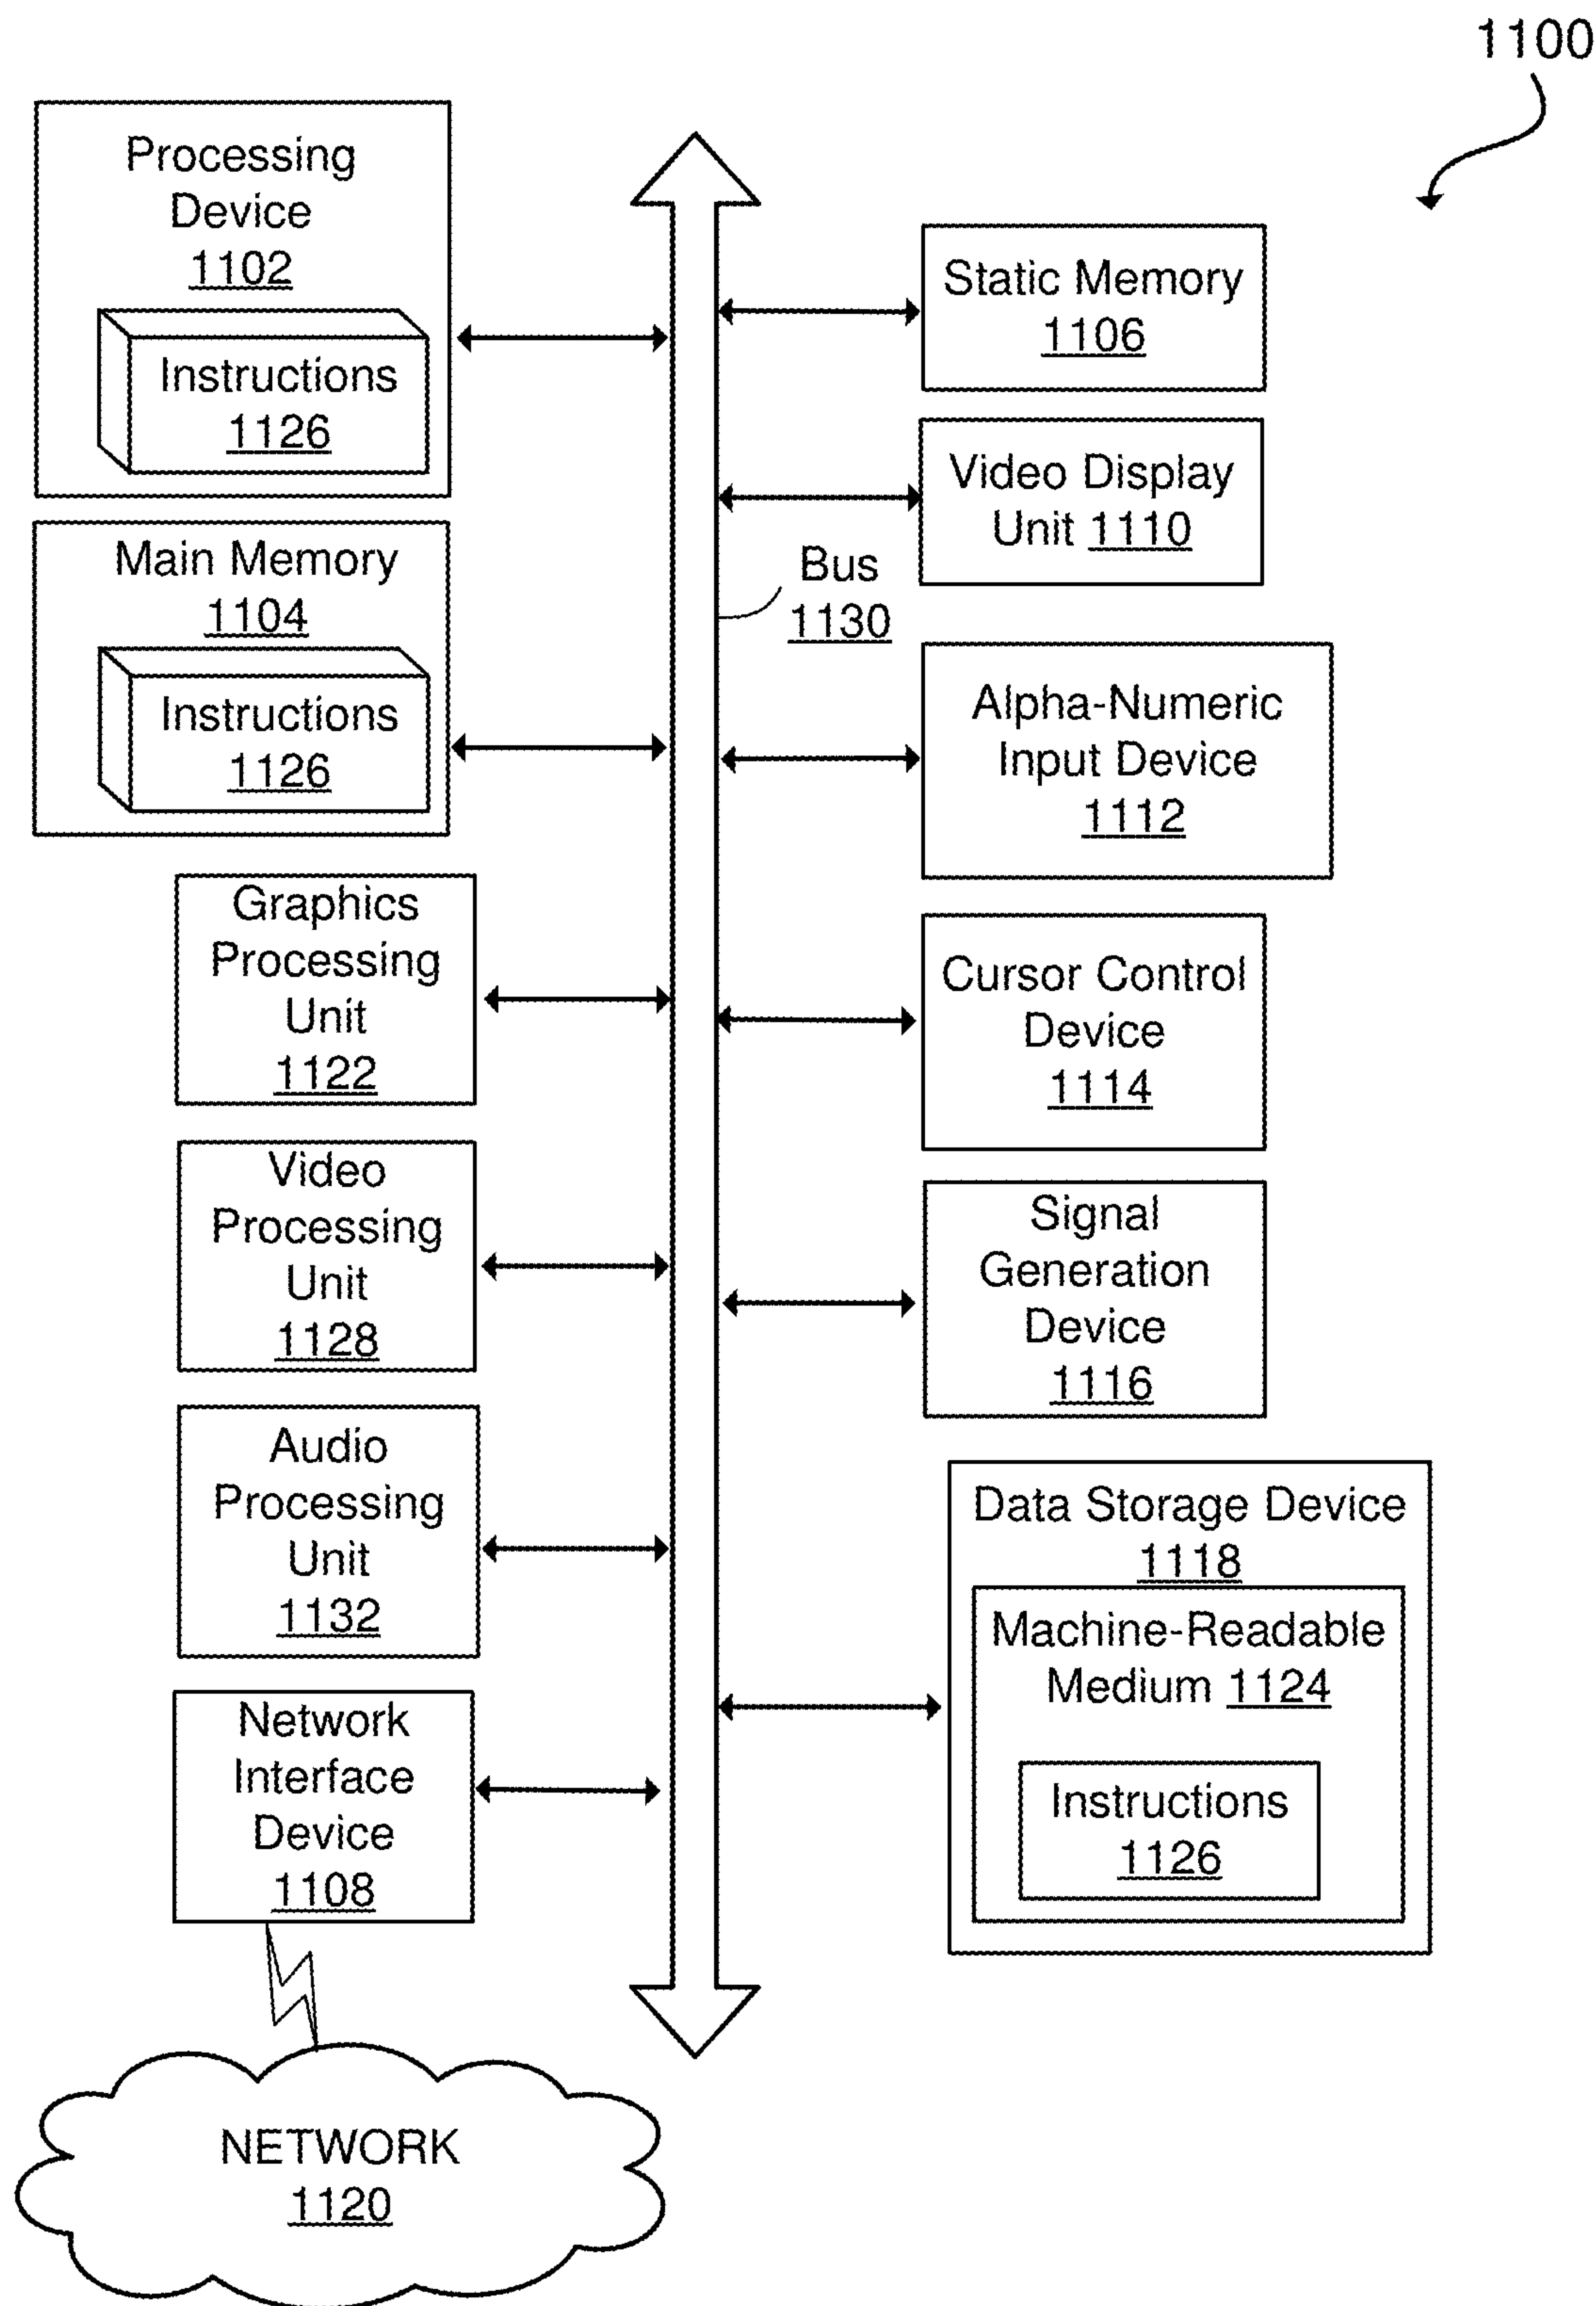 1100
Processing
Device
1102
Instructions
1126
Main Memory
1104
Instructions
1126
Graphics
Processing
Unit
1122
Video
Processing
Unit
1128
Audio
Processing
Unit
1132
Network
Interface
Device
1108
NETWORK
1120
Bus
1130
Static Memory
1106
Video Display
Unit 1110
Alpha-Numeric
Input Device
1112
Cursor Control
Device
1114
Signal
Generation
Device
1116
Data Storage Device
1118
Machine-Readable
Medium 1124
Instructions
1126